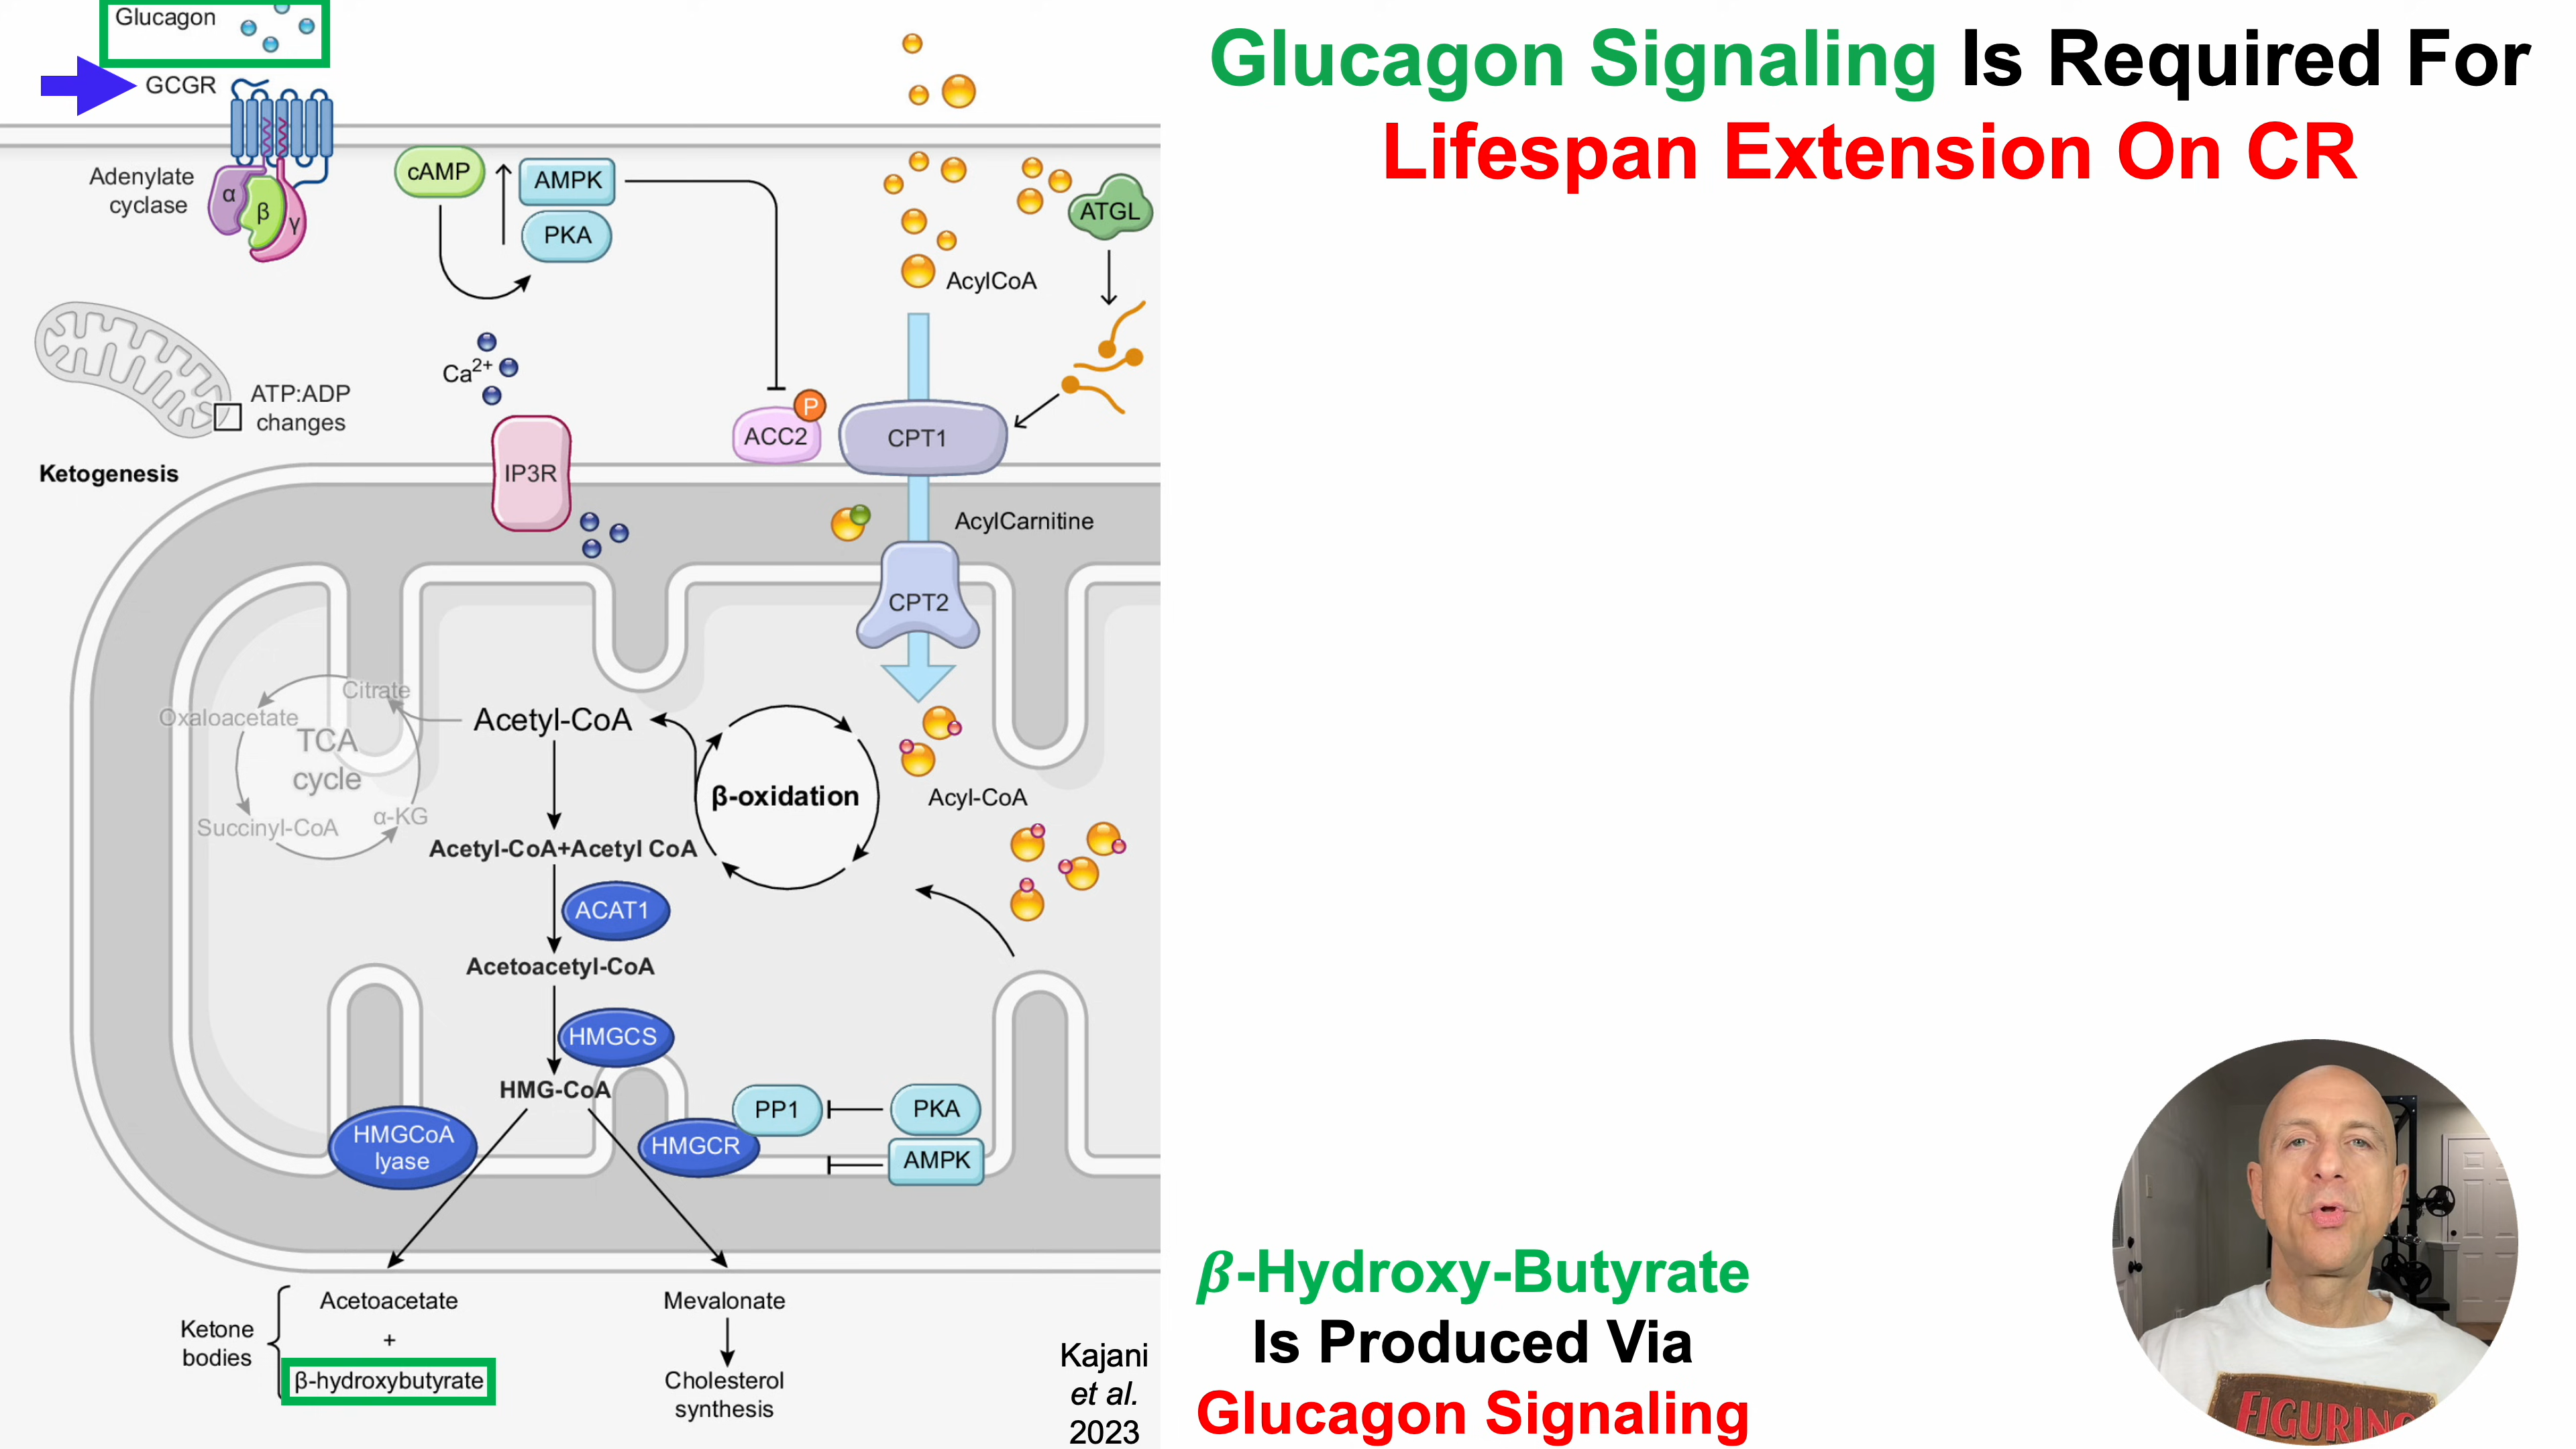 Glucagon
GCGR
Adenylate
cyclase
α
β
γ
cAMP
AMPK
PKA
ATGL
AcylCoA
Ca2+
ATP:ADP
changes
P
ACC2
CPT1
Ketogenesis
IP3R
AcylCarnitine
CPT2
Citrate
Oxaloacetate
TCA
cycle
Succinyl-CoA
α-KG
Acetyl-CoA
β-oxidation
Acyl-CoA
Acetyl-CoA+Acetyl CoA
ACAT1
Acetoacetyl-CoA
HMGCS
HMG-CoA
HMGCoA
lyase
HMGCR
PP1
PKA
AMPK
Ketone
bodies
Acetoacetate
+
β-hydroxybutyrate
Mevalonate
Cholesterol
synthesis
Kajani
et al.
2023
Glucagon Signaling Is Required For
Lifespan Extension On CR
β-Hydroxy-Butyrate
Is Produced Via
Glucagon Signaling
FIGURING